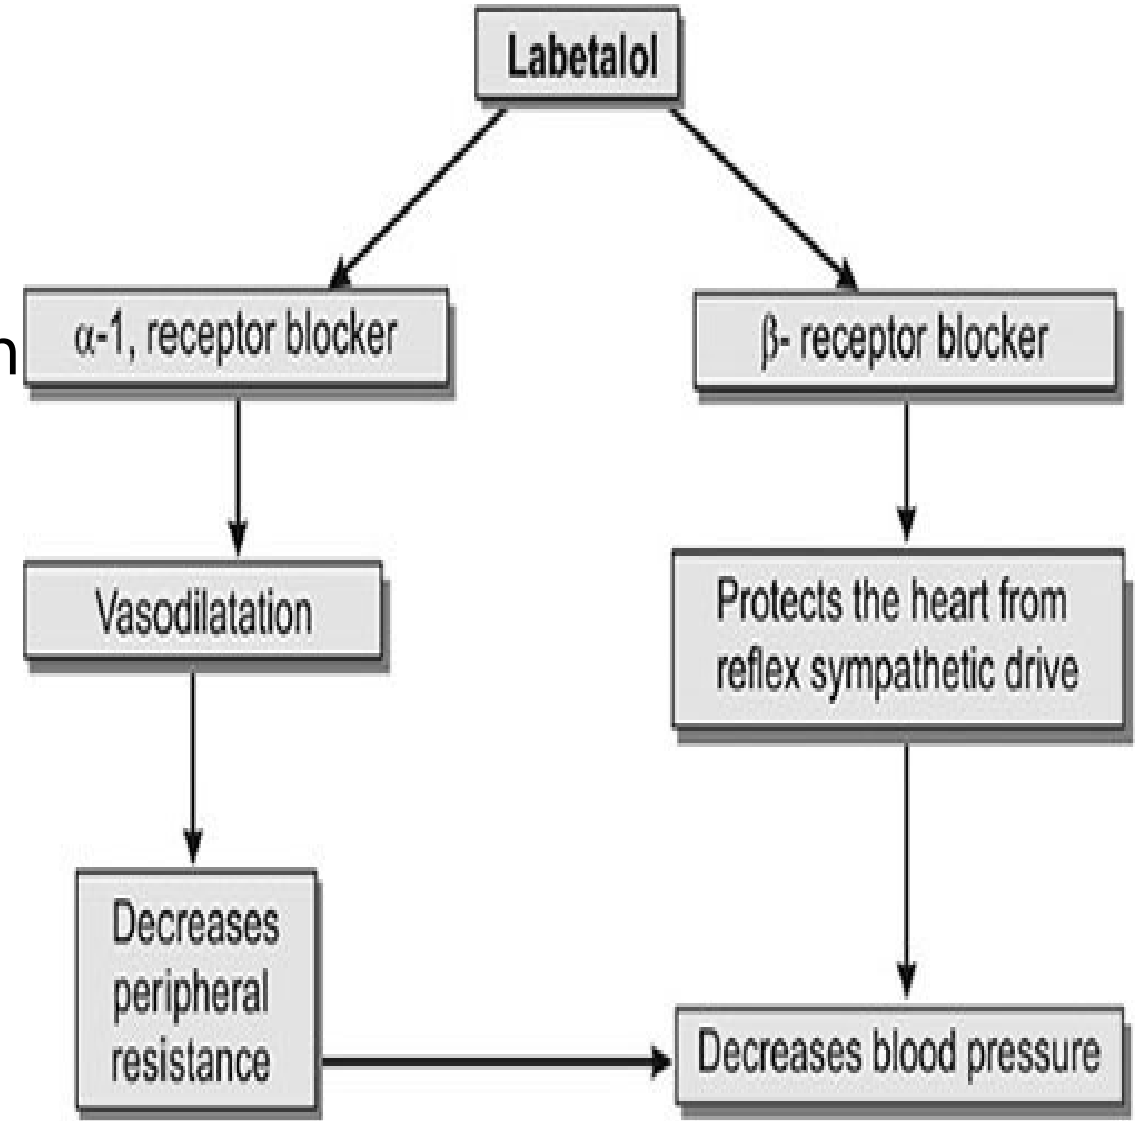 Labetalol
n
α-1, receptor blocker
β- receptor blocker
Vasodilatation
Protects the heart from
reflex sympathetic drive
Decreases
peripheral
resistance
Decreases blood pressure